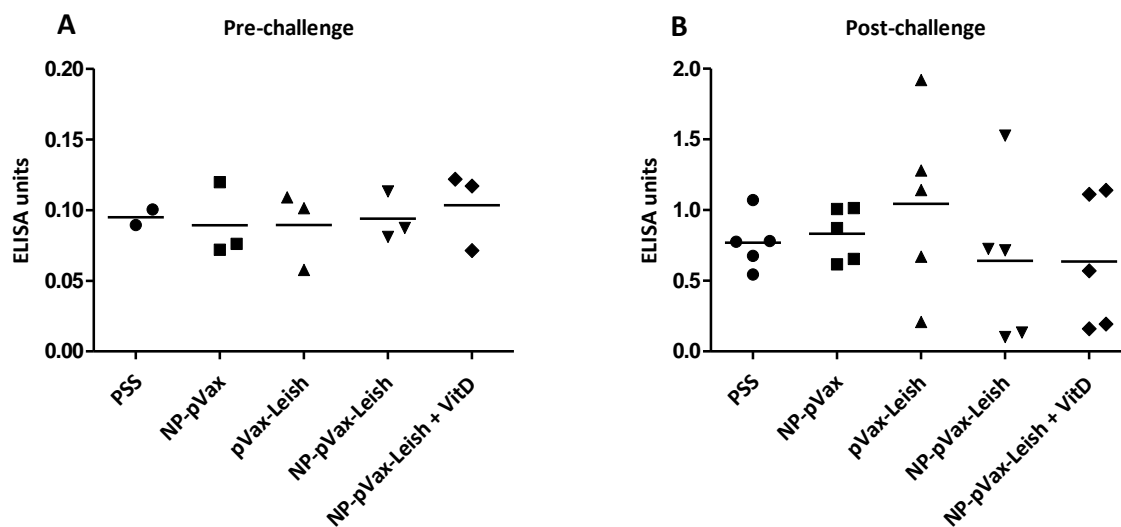 A
Pre-challenge
ELISA units
0.20
0.15
0.10
0.05
0.00
PSS
NP-pVax
pVax-Leish
NP-pVax-Leish
NP-pVax-Leish + VitD
B
Post-challenge
ELISA units
2.0
1.5
1.0
0.5
0.0
PSS
NP-pVax
pVax-Leish
NP-pVax-Leish
NP-pVax-Leish + VitD